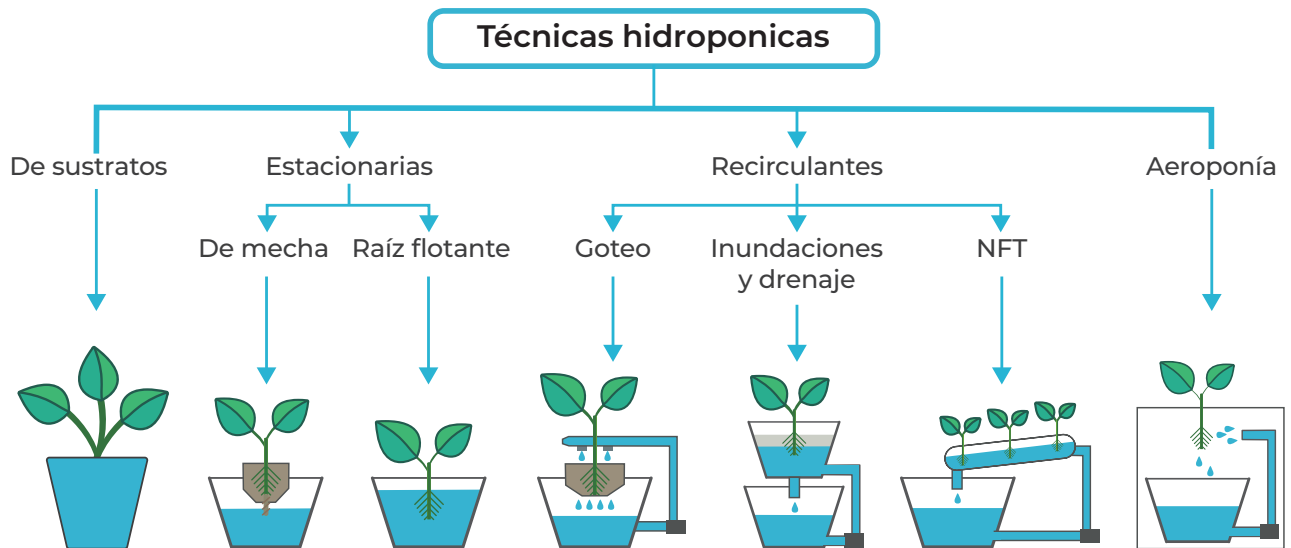 Técnicas hidroponicas
De sustratos
Estacionarias
Recirculantes
Aeroponía
De mecha
Raíz flotante
Goteo
Inundaciones
y drenaje
NFT